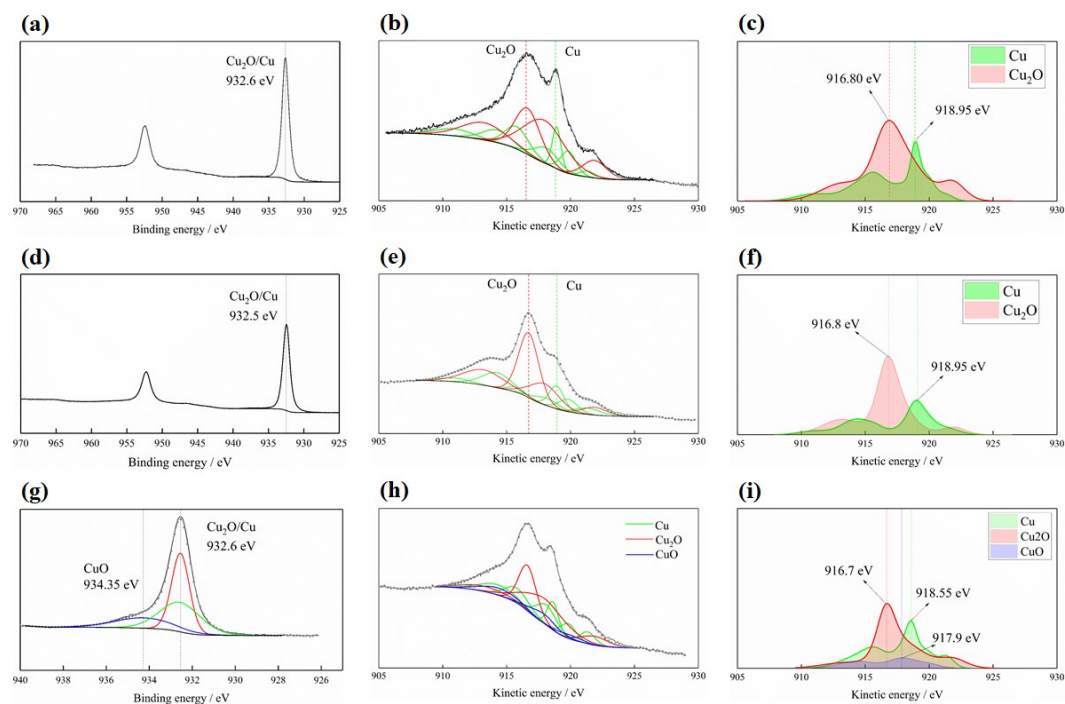 (a)
Cu₂O/Cu
932.6 eV
970 965 960 955 950 945 940 935 930 925
Binding energy / eV
(b)
Cu₂O
Cu
905 910 915 920 925 930
Kinetic energy / eV
(c)
Cu
Cu₂O
916.80 eV
918.95 eV
905 910 915 920 925 930
Kinetic energy / eV
(d)
Cu₂O/Cu
932.5 eV
970 965 960 955 950 945 940 935 930 925
Binding energy / eV
(e)
Cu₂O
Cu
905 910 915 920 925 930
Kinetic energy / eV
(f)
Cu
Cu₂O
916.8 eV
918.95 eV
905 910 915 920 925 930
Kinetic energy / eV
(g)
Cu₂O/Cu
932.6 eV
CuO
934.35 eV
940 938 936 934 932 930 928 926
Binding energy / eV
(h)
Cu
Cu₂O
CuO
905 910 915 920 925 930
Kinetic energy / eV
(i)
Cu
Cu2O
CuO
916.7 eV
918.55 eV
917.9 eV
905 910 915 920 925 930
Kinetic energy / eV